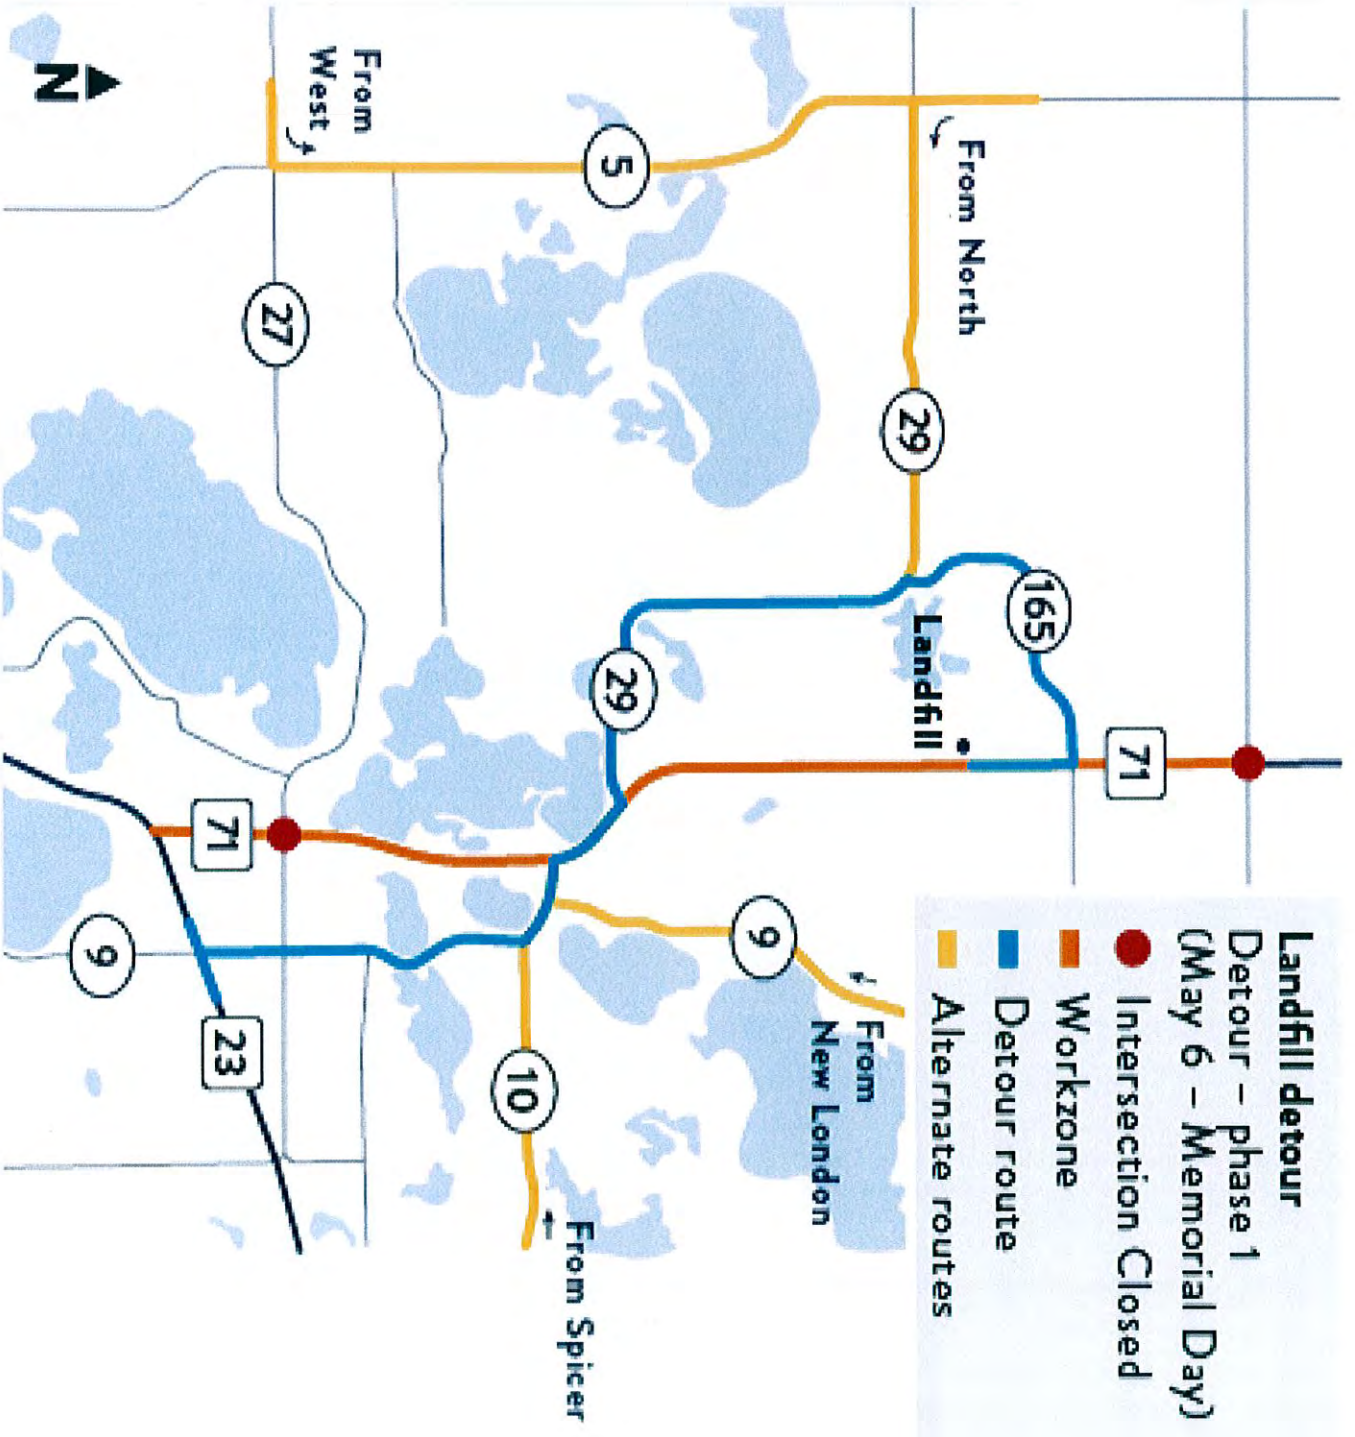 Landfill detour
Detour – phase 1
(May 6 – Memorial Day)
Intersection Closed
Workzone
Detour route
Alternate routes
71
From North
165
29
Landfill
From
New London
9
5
29
From Spicer
10
From
West
27
71
23
9
N